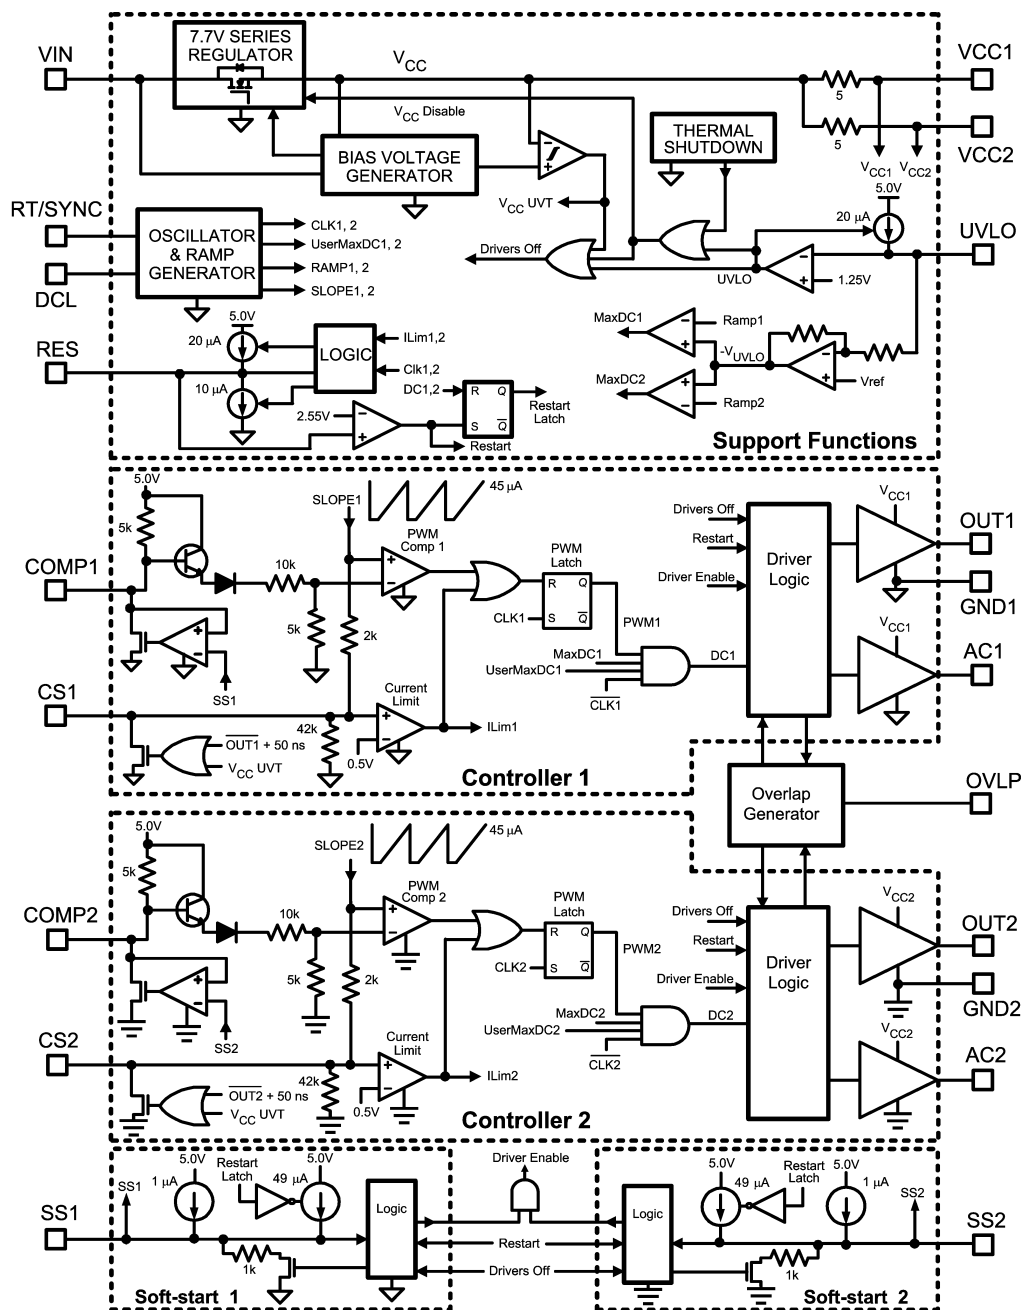 7.7V SERIES
REGULATOR
VIN
VCC
VCC1
5
VCC Disable
5
VCC2
THERMAL
SHUTDOWN
BIAS VOLTAGE
GENERATOR
VCC1
VCC2
5.0V
VCC UVT
20 µA
RT/SYNC
OSCILLATOR
& RAMP
GENERATOR
CLK1, 2
UserMaxDC1, 2
RAMP1, 2
SLOPE1, 2
DCL
Drivers Off
UVLO
UVLO
1.25V
5.0V
20 µA
LOGIC
ILim1,2
Clk1,2
RES
10 µA
DC1,2
R
Q
S
Q
Restart
Latch
2.55V
Restart
MaxDC1
Ramp1
-VUVLO
MaxDC2
Ramp2
Vref
Support Functions
5.0V
5k
SLOPE1
45 µA
PWM
Comp 1
COMP1
10k
5k
2k
PWM
Latch
R
Q
S
Q
CLK1
PWM1
MaxDC1
UserMaxDC1
CLK1
DC1
Drivers Off
Restart
Driver Enable
Driver
Logic
VCC1
OUT1
GND1
VCC1
AC1
SS1
CS1
Current
Limit
42k
0.5V
ILim1
OUT1 + 50 ns
VCC UVT
Controller 1
Overlap
Generator
OVLP
5.0V
5k
SLOPE2
45 µA
PWM
Comp 2
COMP2
10k
5k
2k
PWM
Latch
R
Q
S
Q
CLK2
PWM2
MaxDC2
UserMaxDC2
CLK2
DC2
Drivers Off
Restart
Driver Enable
Driver
Logic
VCC2
OUT2
GND2
VCC2
AC2
SS2
CS2
Current
Limit
42k
0.5V
ILim2
OUT2 + 50 ns
VCC UVT
Controller 2
5.0V
Restart
Latch
5.0V
SS1
1 µA
49 µA
Logic
SS1
1k
Soft-start 1
Driver Enable
Restart
Drivers Off
5.0V
Restart
Latch
5.0V
49 µA
1 µA
SS2
Logic
SS2
1k
Soft-start 2